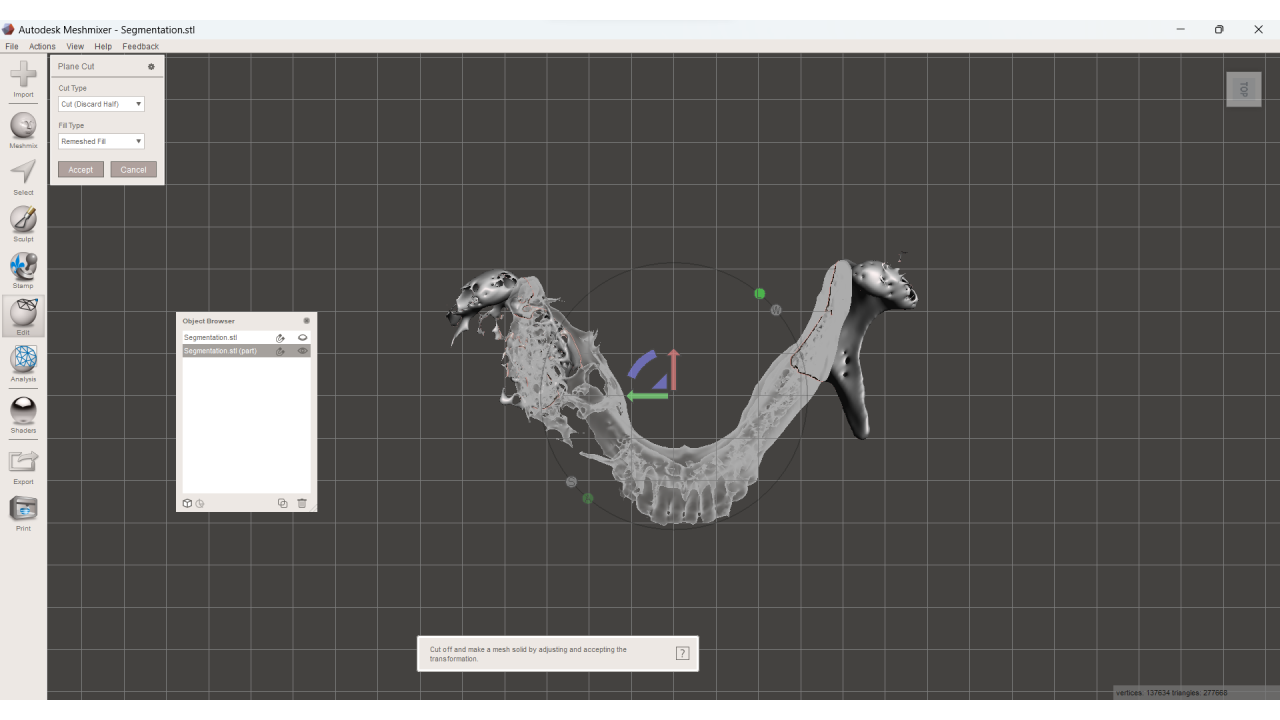 Autodesk Meshmixer - Segmentation.stl
File Actions View Help Feedback
Plane Cut
Cut Type
Cut (Discard Half)
Fill Type
Remeshed Fill
Accept Cancel
Import
Meshmix
Select
Sculpt
Stamp
Edit
Analysis
Shaders
Export
Print
Object Browser
Segmentation.stl
Segmentation.stl (part)
TOP
W
S
Cut off and make a mesh solid by adjusting and accepting the
transformation.
?
vertices: 137634 triangles: 277668